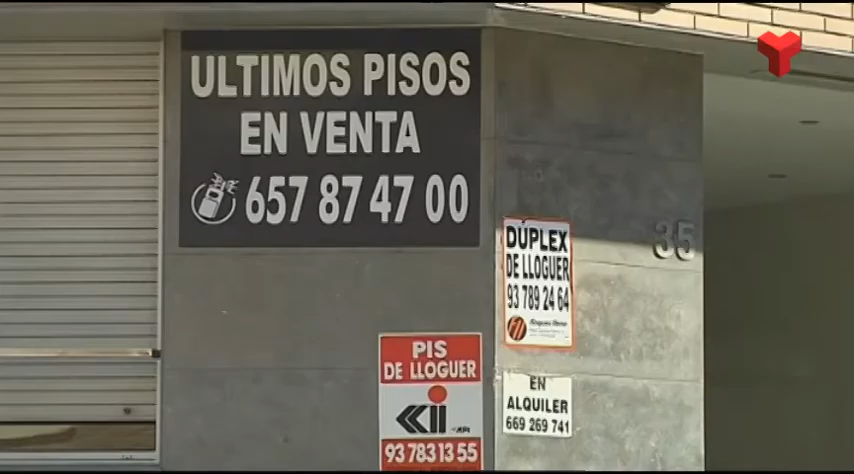 ULTIMOS PISOS
EN VENTA
657 87 47 00
DÚPLEX
DE LLOGUER
93 789 24 64
35
PIS
DE LLOGUER
93 783 13 55
EN
ALQUILER
669 269 741